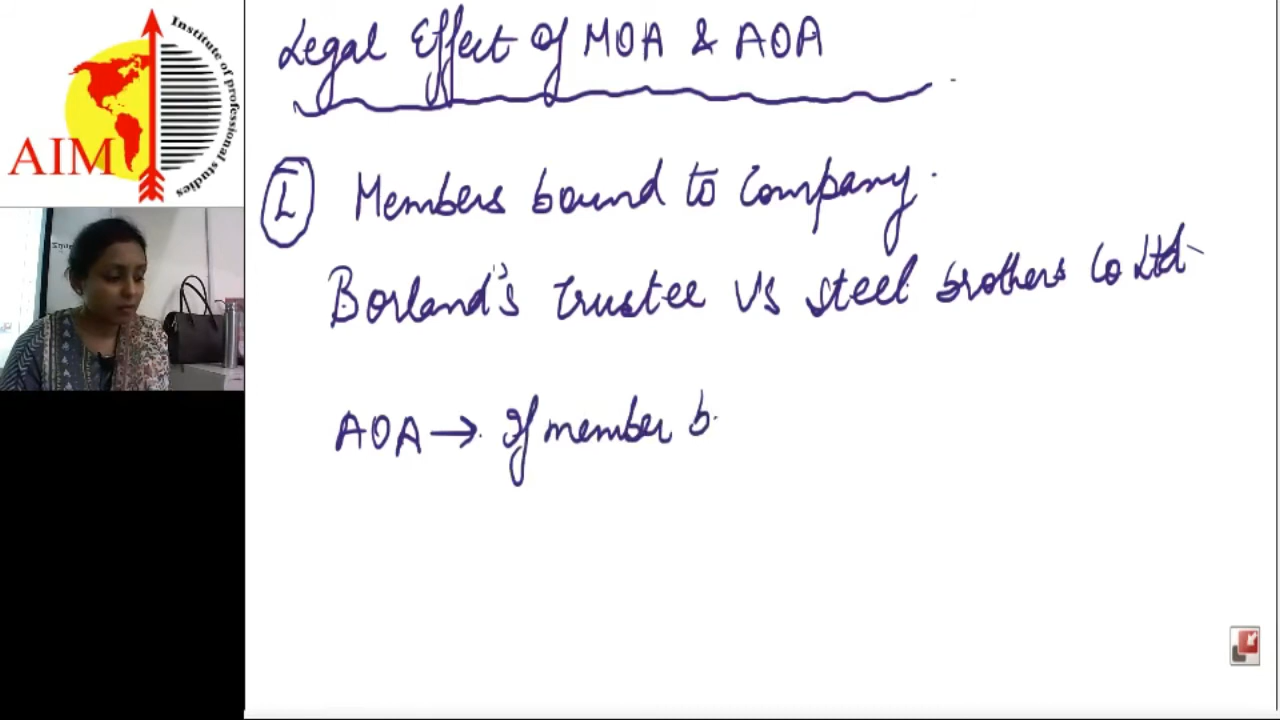 Legal Effect Of MOA & AOA
1 Members bound to Company.
Borland's trustee Vs steel brothers Co Ltd.
AOA → If member b
AIM
Institute of professional studies